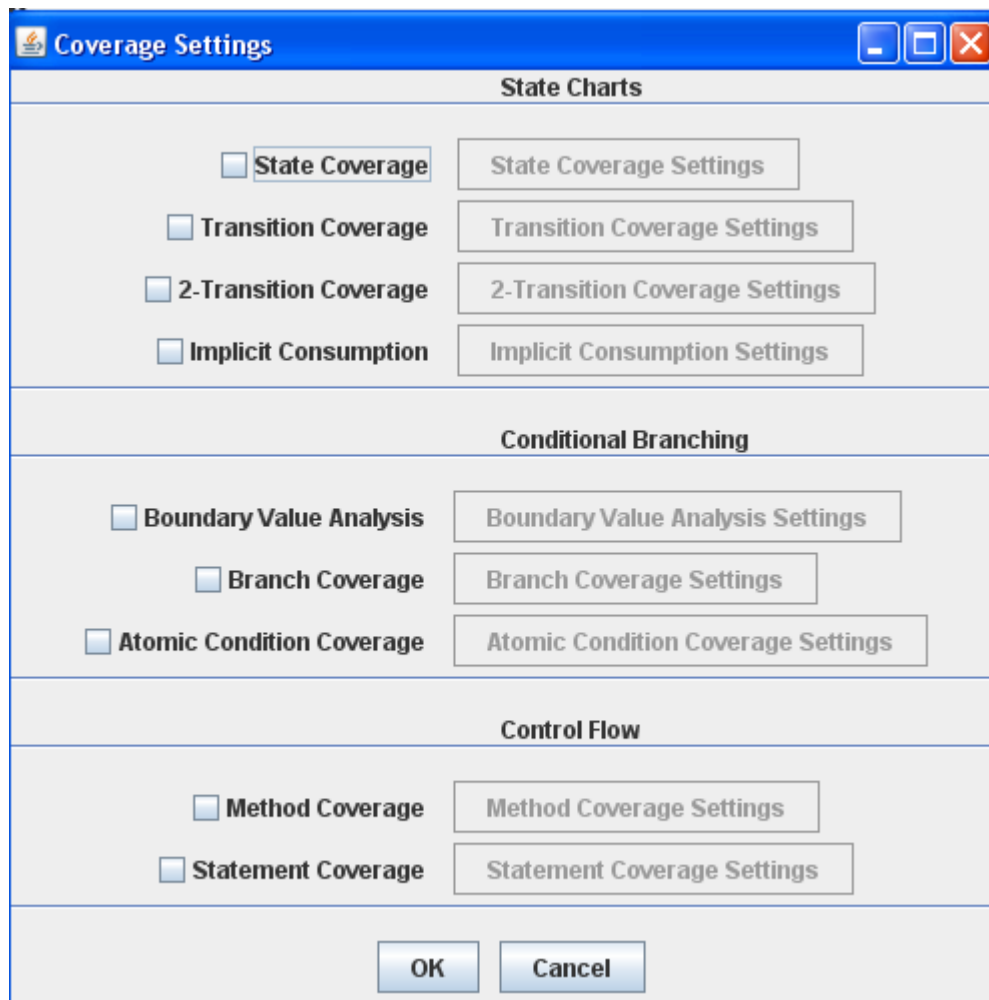 Coverage Settings
State Charts
State Coverage State Coverage Settings
Transition Coverage Transition Coverage Settings
2-Transition Coverage 2-Transition Coverage Settings
Implicit Consumption Implicit Consumption Settings
Conditional Branching
Boundary Value Analysis Boundary Value Analysis Settings
Branch Coverage Branch Coverage Settings
Atomic Condition Coverage Atomic Condition Coverage Settings
Control Flow
Method Coverage Method Coverage Settings
Statement Coverage Statement Coverage Settings
OK Cancel